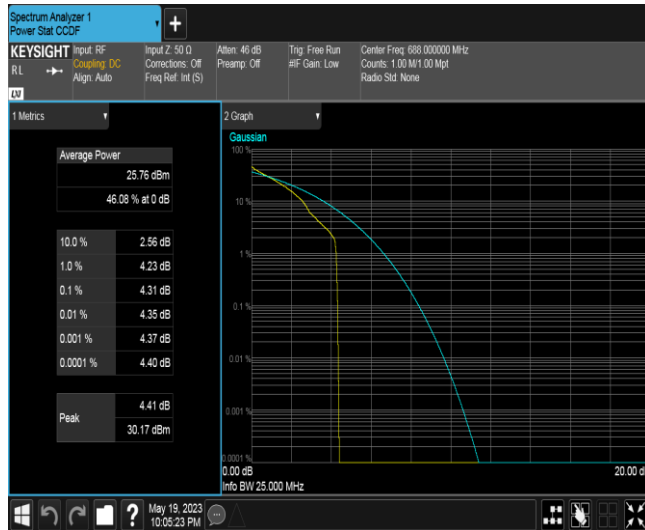 Spectrum Analyzer 1
Power Stat CCDF
+
KEYSIGHT
RL
LXI
Input: RF
Coupling: DC
Align: Auto
Input Z: 50 Ω
Corrections: Off
Freq Ref: Int (S)
Atten: 46 dB
Preamp: Off
Trig: Free Run
#IF Gain: Low
Center Freq: 688.000000 MHz
Counts: 1.00 M/1.00 Mpt
Radio Std: None
1 Metrics
Average Power
25.76 dBm
46.08 % at 0 dB
10.0 % 2.56 dB
1.0 % 4.23 dB
0.1 % 4.31 dB
0.01 % 4.35 dB
0.001 % 4.37 dB
0.0001 % 4.40 dB
Peak
4.41 dB
30.17 dBm
2 Graph
Gaussian
100 %
10 %
1 %
0.1 %
0.01 %
0.001 %
0.0001 %
0.00 dB
20.00 d
Info BW 25.000 MHz
?
May 19, 2023
10:05:23 PM